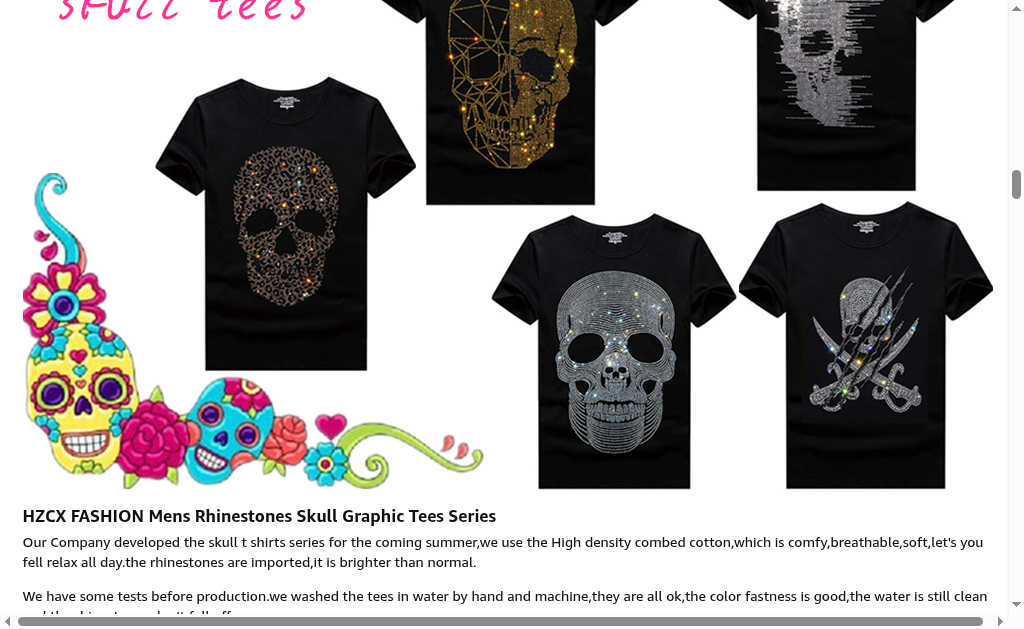 skull tees
HZCX FASHION Mens Rhinestones Skull Graphic Tees Series
Our Company developed the skull t shirts series for the coming summer,we use the High density combed cotton,which is comfy,breathable,soft,let's you
fell relax all day.the rhinestones are imported,it is brighter than normal.
We have some tests before production.we washed the tees in water by hand and machine,they are all ok,the color fastness is good,the water is still clean